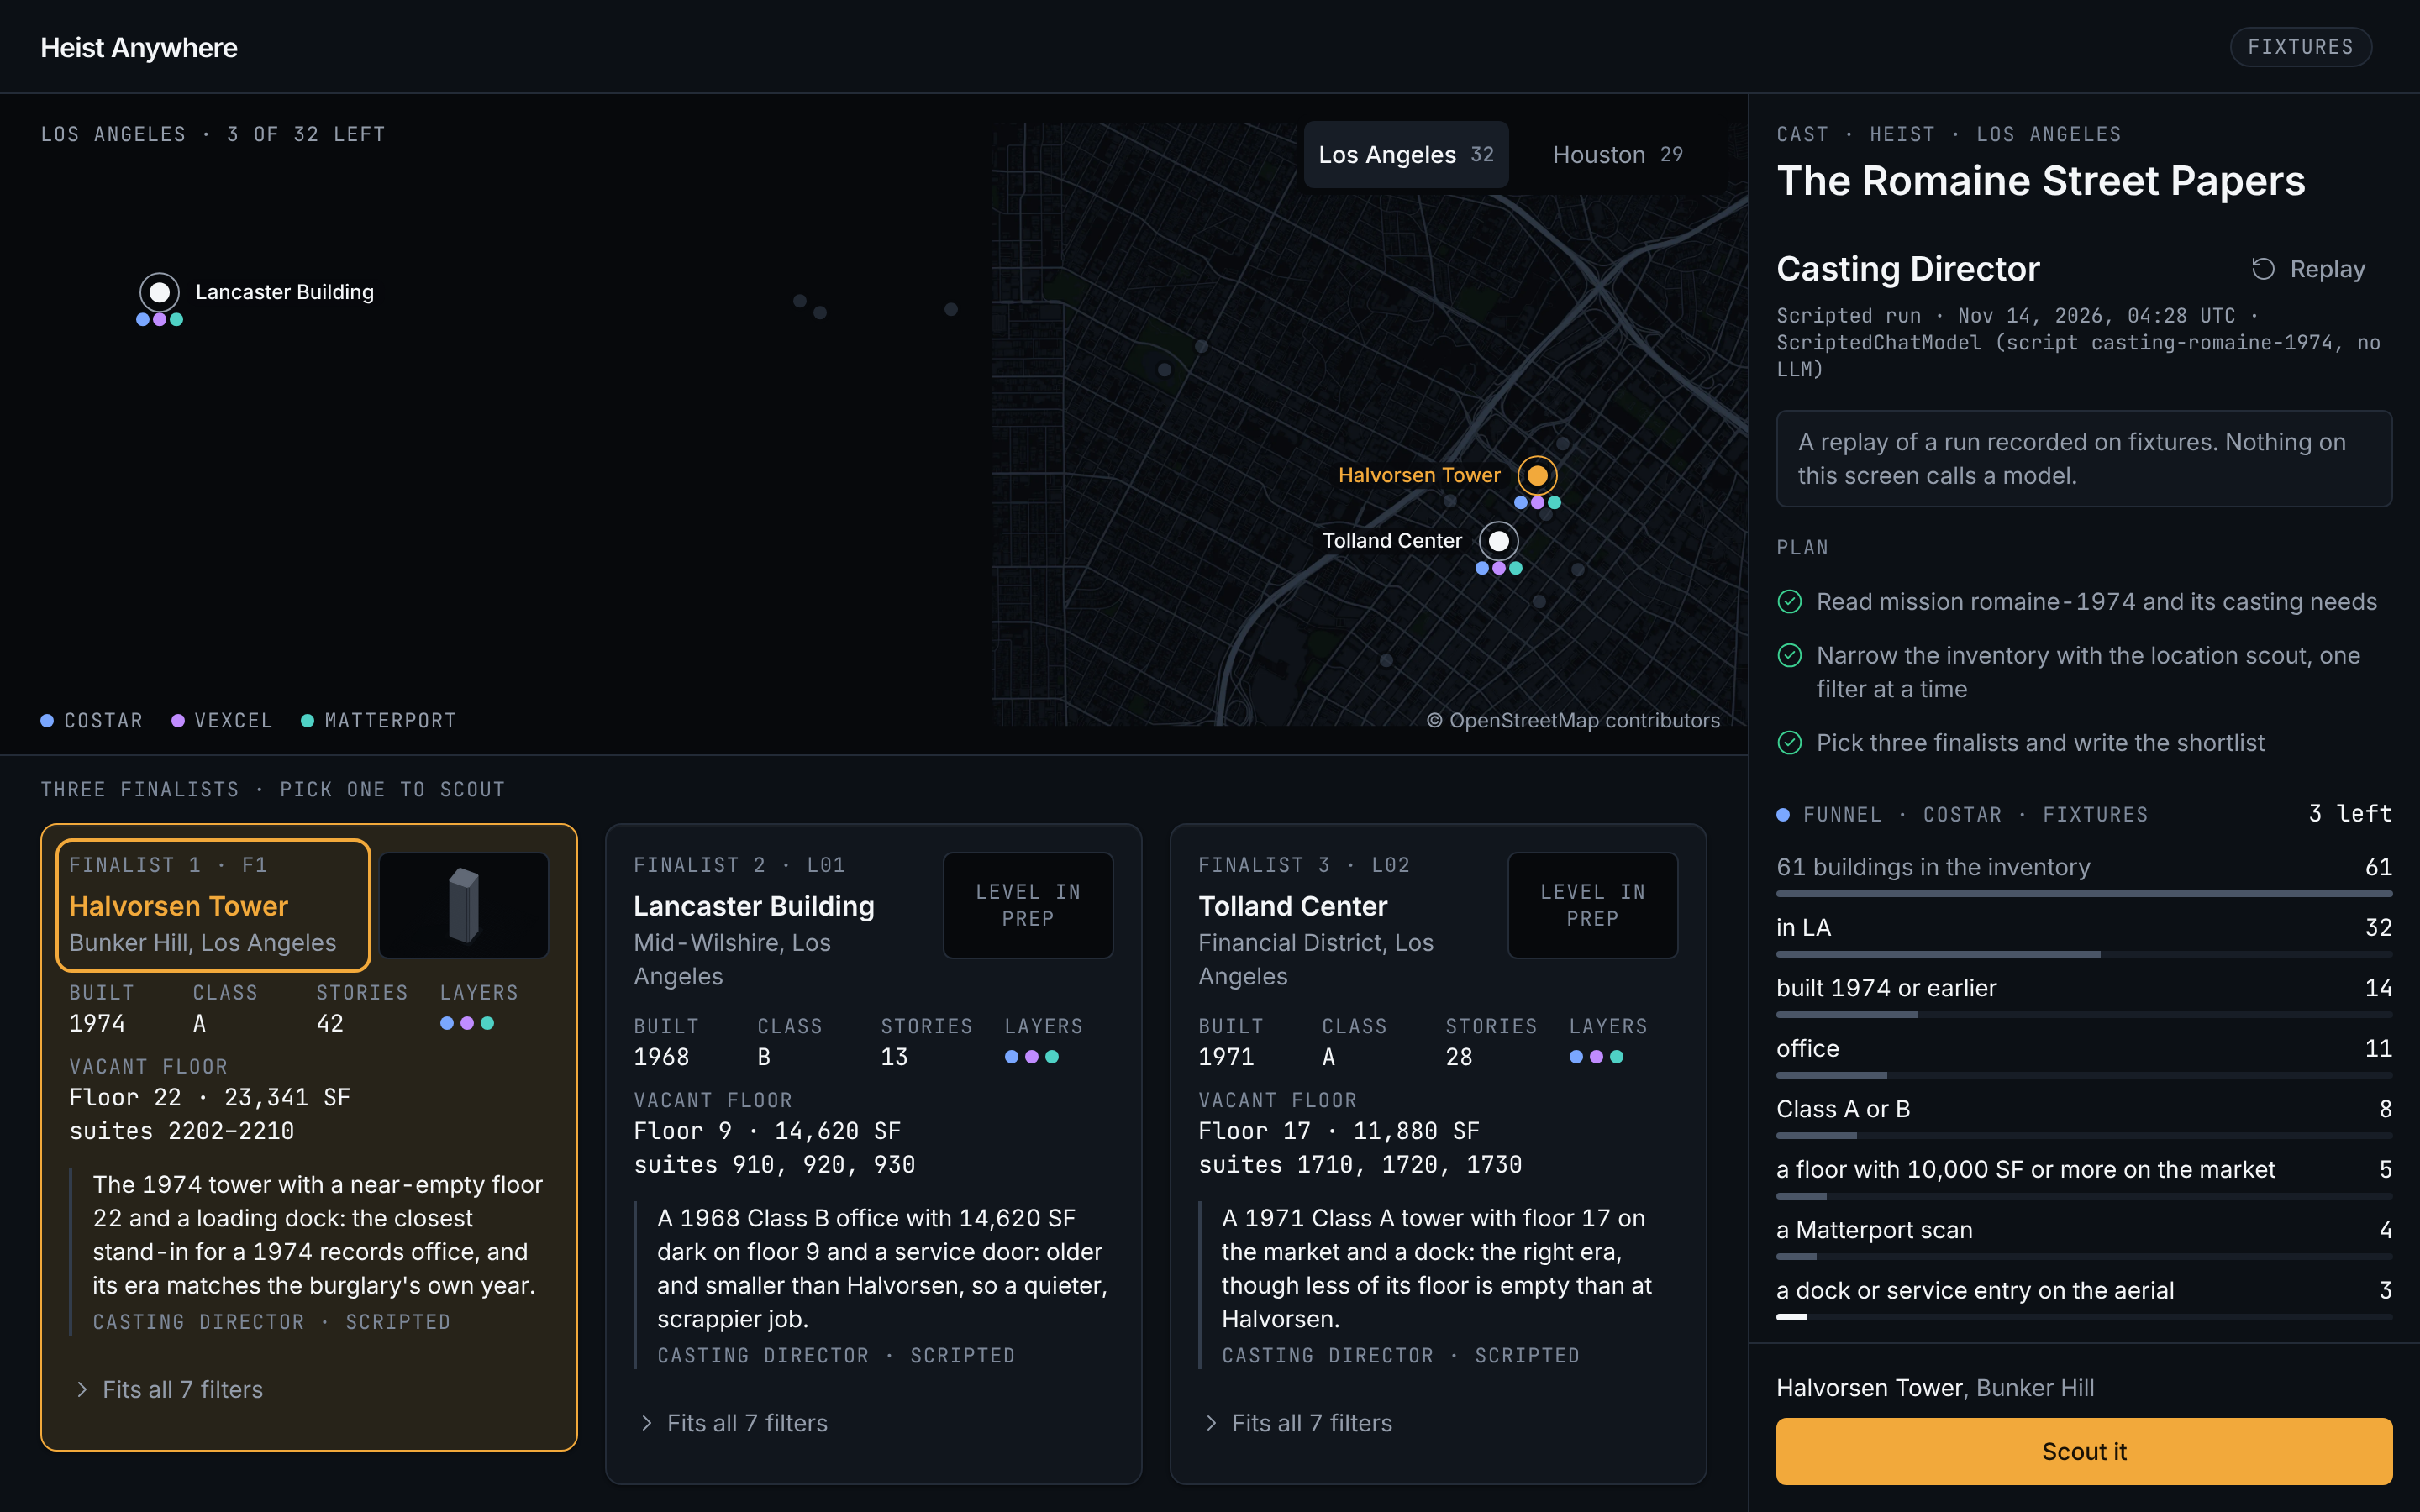 Heist Anywhere
FIXTURES
LOS ANGELES · 3 OF 32 LEFT
Los Angeles 32
Houston 29
Lancaster Building
Halvorsen Tower
Tolland Center
COSTAR
VEXCEL
MATTERPORT
© OpenStreetMap contributors
THREE FINALISTS · PICK ONE TO SCOUT
FINALIST 1 · F1
Halvorsen Tower
Bunker Hill, Los Angeles
BUILT CLASS STORIES LAYERS
1974 A 42
VACANT FLOOR
Floor 22 · 23,341 SF
suites 2202–2210
The 1974 tower with a near-empty floor
22 and a loading dock: the closest
stand-in for a 1974 records office, and
its era matches the burglary's own year.
CASTING DIRECTOR · SCRIPTED
Fits all 7 filters
FINALIST 2 · L01
Lancaster Building
Mid-Wilshire, Los
Angeles
LEVEL IN
PREP
BUILT CLASS STORIES LAYERS
1968 B 13
VACANT FLOOR
Floor 9 · 14,620 SF
suites 910, 920, 930
A 1968 Class B office with 14,620 SF
dark on floor 9 and a service door: older
and smaller than Halvorsen, so a quieter,
scrappier job.
CASTING DIRECTOR · SCRIPTED
Fits all 7 filters
FINALIST 3 · L02
Tolland Center
Financial District, Los
Angeles
LEVEL IN
PREP
BUILT CLASS STORIES LAYERS
1971 A 28
VACANT FLOOR
Floor 17 · 11,880 SF
suites 1710, 1720, 1730
A 1971 Class A tower with floor 17 on
the market and a dock: the right era,
though less of its floor is empty than at
Halvorsen.
CASTING DIRECTOR · SCRIPTED
Fits all 7 filters
CAST · HEIST · LOS ANGELES
The Romaine Street Papers
Casting Director
Replay
Scripted run · Nov 14, 2026, 04:28 UTC ·
ScriptedChatModel (script casting-romaine-1974, no
LLM)
A replay of a run recorded on fixtures. Nothing on
this screen calls a model.
PLAN
Read mission romaine-1974 and its casting needs
Narrow the inventory with the location scout, one
filter at a time
Pick three finalists and write the shortlist
FUNNEL · COSTAR · FIXTURES 3 left
61 buildings in the inventory 61
in LA 32
built 1974 or earlier 14
office 11
Class A or B 8
a floor with 10,000 SF or more on the market 5
a Matterport scan 4
a dock or service entry on the aerial 3
Halvorsen Tower, Bunker Hill
Scout it